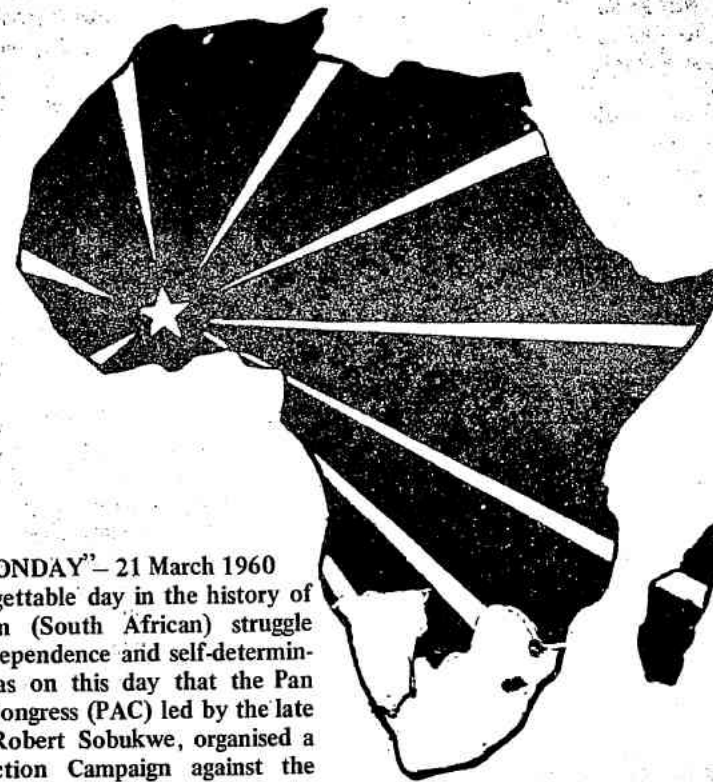 ONDAY” – 21 March 1960
gettable day in the history of
n (South African) struggle
ependence and self-determin-
as on this day that the Pan
ongress (PAC) led by the late
Robert Sobukwe, organised a
ction Campaign against the